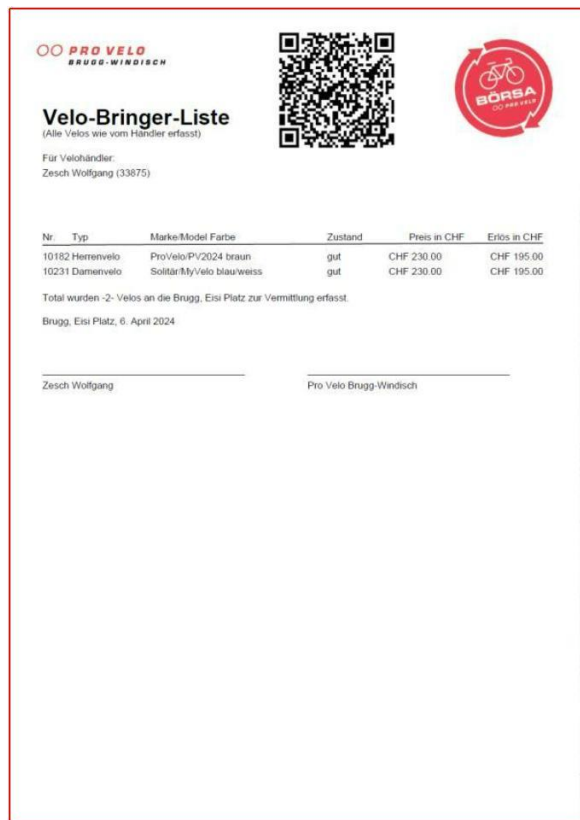 PRO VELO
BRUGG-WINDISCH
BÖRSA
PRO VELO
Velo-Bringer-Liste
(Alle Velos wie vom Händler erfasst)
Für Velohändler:
Zesch Wolfgang (33875)
Nr. Typ Marke/Model Farbe Zustand Preis in CHF Erlös in CHF
10182 Herrenvelo ProVelo/PV2024 braun gut CHF 230.00 CHF 195.00
10231 Damenvelo Solitär/MyVelo blau/weiss gut CHF 230.00 CHF 195.00
Total wurden -2- Velos an die Brugg, Eisi Platz zur Vermittlung erfasst.
Brugg, Eisi Platz, 6. April 2024
Zesch Wolfgang Pro Velo Brugg-Windisch